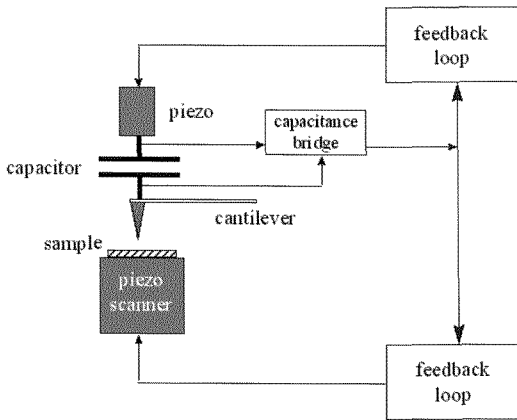 feedback
loop
piezo
capacitance
bridge
capacitor
cantilever
sample
piezo
scanner
feedback
loop